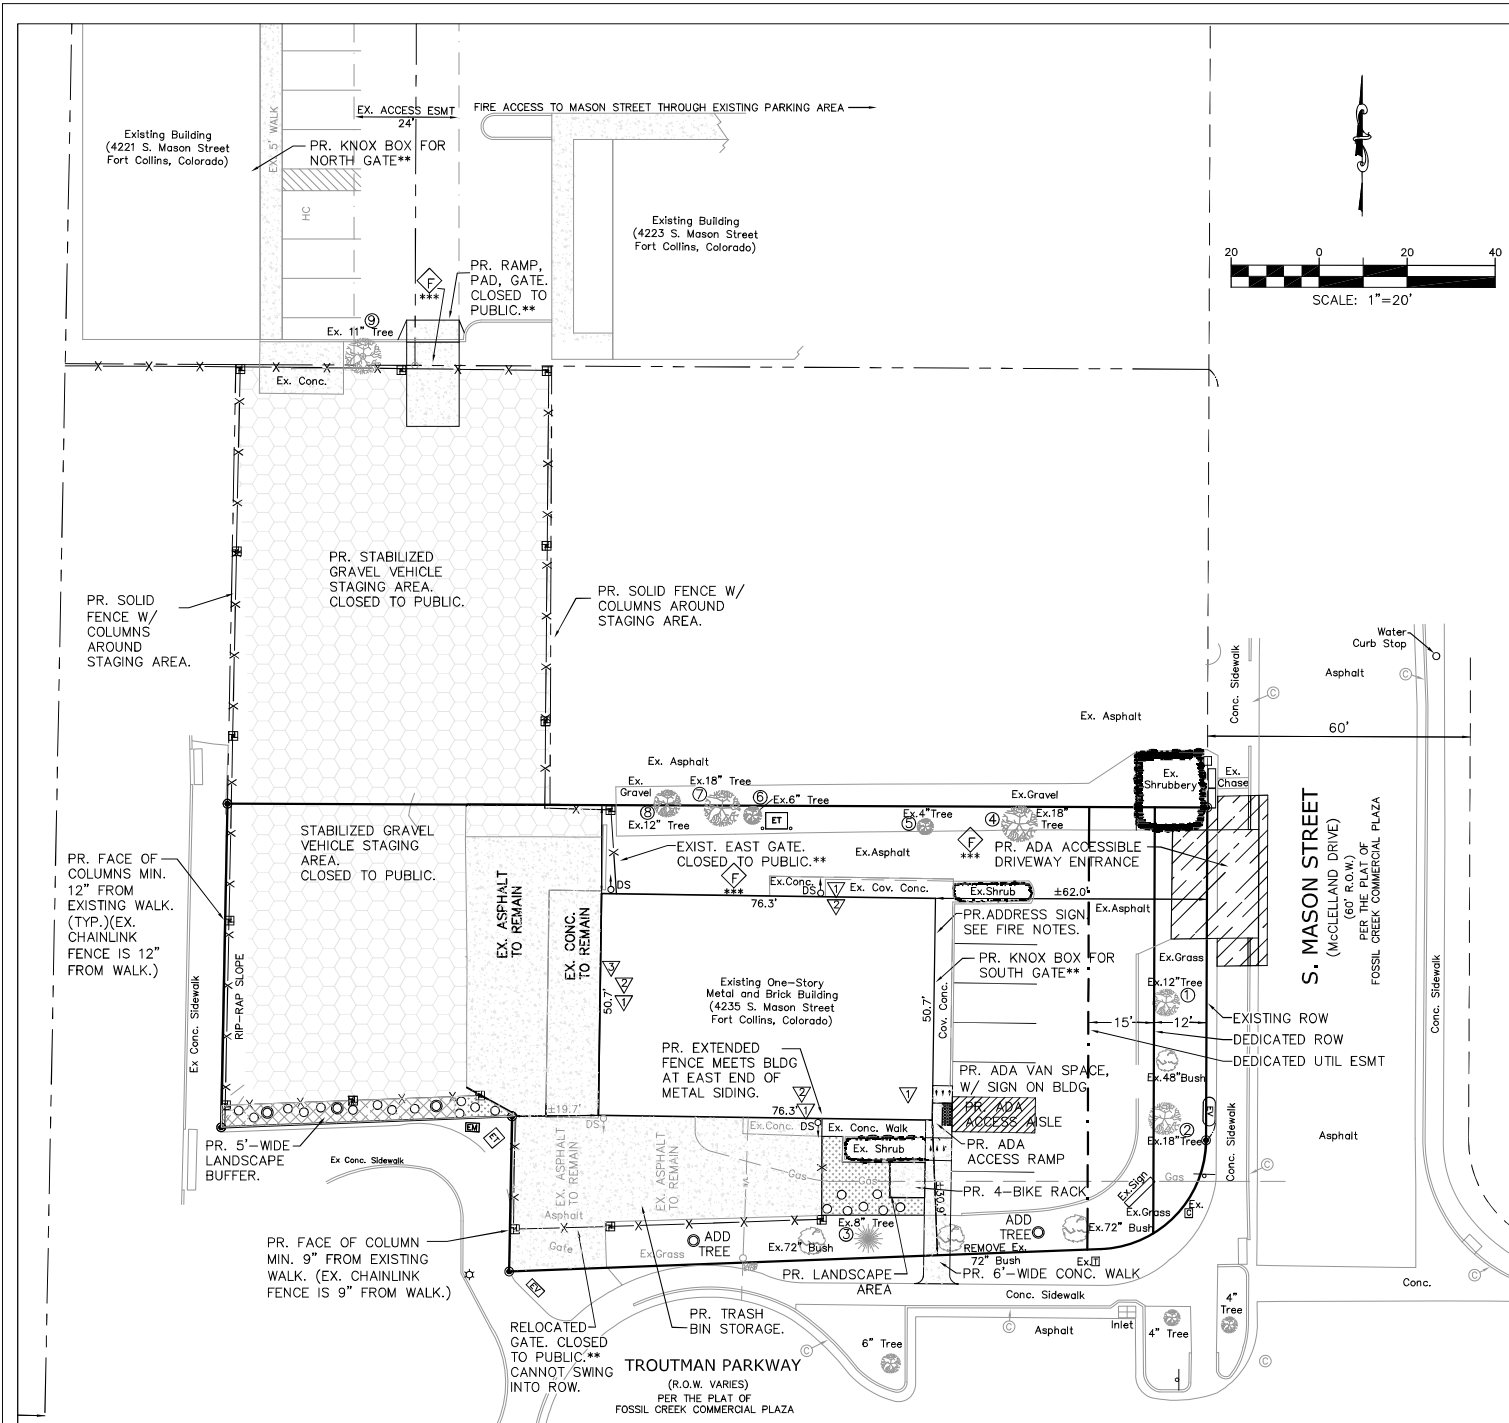 EX. ACCESS ESMT
24'
FIRE ACCESS TO MASON STREET THROUGH EXISTING PARKING AREA
Existing Building
(4221 S. Mason Street
Fort Collins, Colorado)
EX. 5' WALK
PR. KNOX BOX FOR
NORTH GATE**
HC
Existing Building
(4223 S. Mason Street
Fort Collins, Colorado)
20 0 20 40
SCALE: 1"=20'
PR. RAMP,
PAD, GATE.
CLOSED TO
PUBLIC.**
F
***
9
Ex. 11" Tree
Ex. Conc.
PR. STABILIZED
GRAVEL VEHICLE
STAGING AREA.
CLOSED TO PUBLIC.
PR. SOLID
FENCE W/
COLUMNS
AROUND
STAGING AREA.
PR. SOLID FENCE W/
COLUMNS AROUND
STAGING AREA.
Water
Curb Stop
Conc. Sidewalk
Asphalt
C
C
Ex. Asphalt
60'
Ex. Asphalt
Ex.
Shrubbery
Ex.
Chase
Ex.
Gravel
7
Ex.18" Tree
6
Ex.6" Tree
8
Ex.12" Tree
ET
Ex.Gravel
5
Ex.4"Tree
4
Ex.18"
Tree
F
***
PR. ADA ACCESSIBLE
DRIVEWAY ENTRANCE
S. MASON STREET
(McCLELLAND DRIVE)
(60' R.O.W.)
PER THE PLAT OF
FOSSIL CREEK COMMERCIAL PLAZA
STABILIZED GRAVEL
VEHICLE STAGING
AREA.
CLOSED TO PUBLIC.
EXIST. EAST GATE.
CLOSED TO PUBLIC.**
Ex.Asphalt
F
***
DS
Ex.Conc.
DS
1
2
Ex. Cov. Conc.
Ex.Shrub
±62.0'
76.3'
Ex.Asphalt
PR. FACE OF
COLUMNS MIN.
12" FROM
EXISTING WALK.
(TYP.)(EX.
CHAINLINK
FENCE IS 12"
FROM WALK.)
EX. ASPHALT
TO REMAIN
EX. CONC.
TO REMAIN
PR.ADDRESS SIGN.
SEE FIRE NOTES.
PR. KNOX BOX FOR
SOUTH GATE**
Ex.Grass
Ex.12"Tree
1
3
2
1
50.7'
Existing One-Story
Metal and Brick Building
(4235 S. Mason Street
Fort Collins, Colorado)
50.7'
Cov. Conc.
Ex Conc. Sidewalk
RIP-RAP SLOPE
Conc. Sidewalk
15'
12'
EXISTING ROW
DEDICATED ROW
DEDICATED UTIL ESMT
PR. EXTENDED
FENCE MEETS BLDG
AT EAST END OF
METAL SIDING.
PR. ADA VAN SPACE,
W/ SIGN ON BLDG
Ex.48"Bush
2
1
1
76.3'
±19.7'
PR. ADA
ACCESS AISLE
EV
Conc. Sidewalk
Ex.18"Tree
2
Asphalt
EM
ET
DS
Ex.Conc.
DS
Ex. Conc. Walk
PR. ADA
ACCESS RAMP
PR. 5'-WIDE
LANDSCAPE
BUFFER.
Ex Conc. Sidewalk
EX. ASPHALT
TO REMAIN
EX. ASPHALT
TO REMAIN
Gas
Ex. Shrub
Gas
PR. 4-BIKE RACK
±30.6'
Gas
C
Ex.Sign
Ex.
C
Asphalt
Gate
Ex.Grass
ADD
TREE
Ex.8" Tree
3
Ex.72" Bush
ADD
TREE
Ex.72" Bush
Ex.Grass
REMOVE Ex.
72" Bush
Ex.T
PR. FACE OF COLUMN
MIN. 9" FROM EXISTING
WALK. (EX. CHAINLINK
FENCE IS 9" FROM WALK.)
EV
PR. LANDSCAPE
AREA
PR. 6'-WIDE CONC. WALK
Conc. Sidewalk
Conc.
C
PR. TRASH
BIN STORAGE.
RELOCATED
GATE. CLOSED
TO PUBLIC.**
CANNOT SWING
INTO ROW.
C
Asphalt
Inlet
4" Tree
4"
Tree
6" Tree
C
C
TROUTMAN PARKWAY
(R.O.W. VARIES)
PER THE PLAT OF
FOSSIL CREEK COMMERCIAL PLAZA